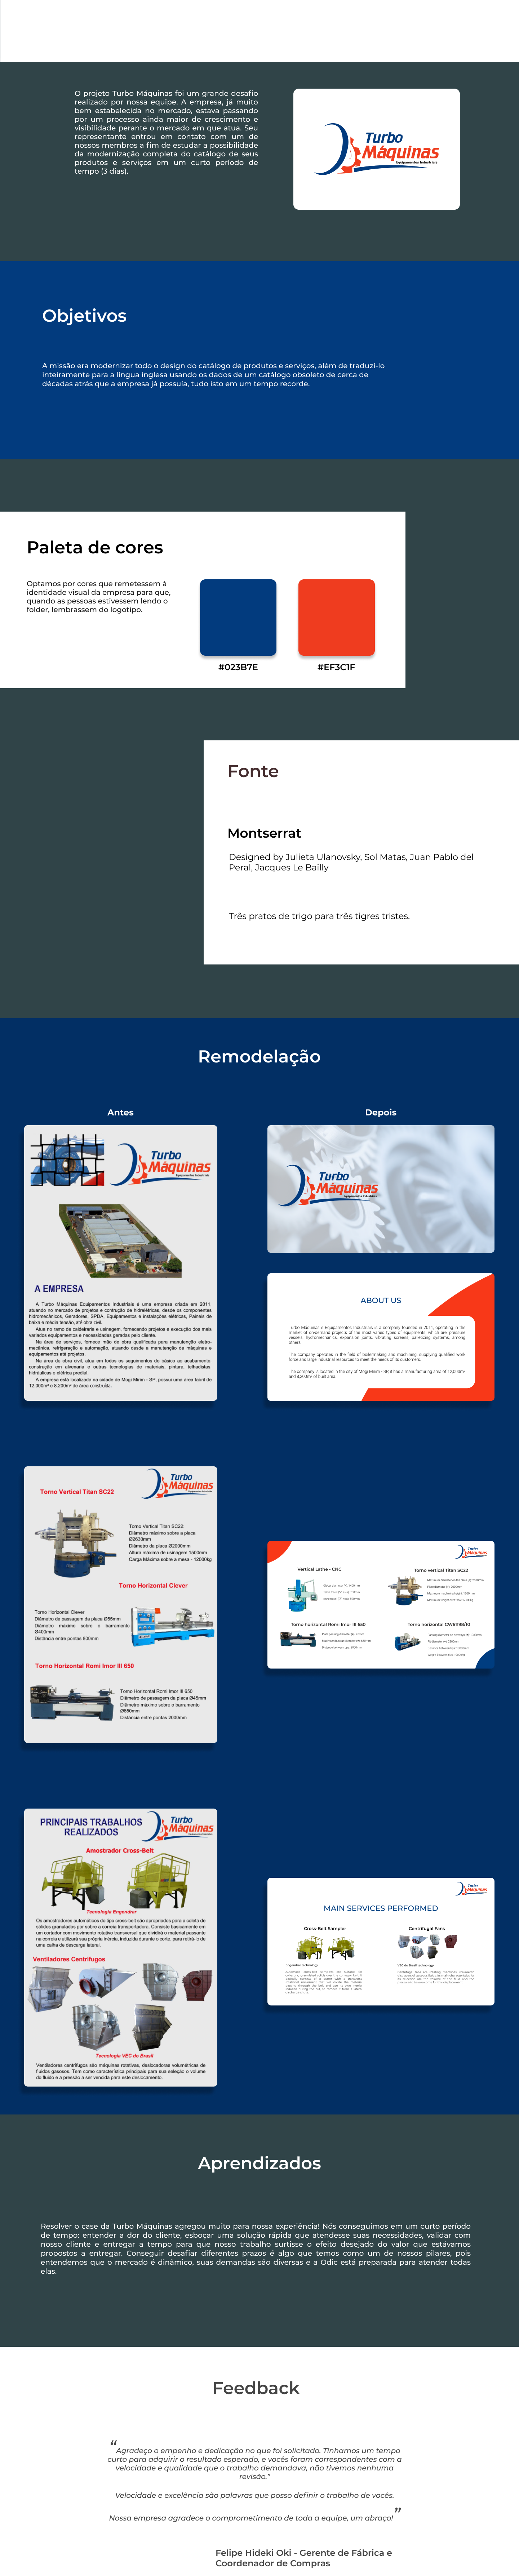 O projeto Turbo Máquinas foi um grande desafio
realizado por nossa equipe. A empresa, já muito
bem estabelecida no mercado, estava passando
por um processo ainda maior de crescimento e
visibilidade perante o mercado em que atua. Seu
representante entrou em contato com um de
nossos membros a fim de estudar a possibilidade
da modernização completa do catálogo de seus
produtos e serviços em um curto período de
tempo (3 dias).
Turbo
Máquinas
Equipamentos Industriais
Objetivos
A missão era modernizar todo o design do catálogo de produtos e serviços, além de traduzí-lo
inteiramente para a língua inglesa usando os dados de um catálogo obsoleto de cerca de
décadas atrás que a empresa já possuía, tudo isto em um tempo recorde.
Paleta de cores
Optamos por cores que remetessem à
identidade visual da empresa para que,
quando as pessoas estivessem lendo o
folder, lembrassem do logotipo.
#023B7E
#EF3C1F
Fonte
Montserrat
Designed by Julieta Ulanovsky, Sol Matas, Juan Pablo del
Peral, Jacques Le Bailly
Três pratos de trigo para três tigres tristes.
Remodelação
Antes
Depois
Turbo
Máquinas
Equipamentos Industriais
A EMPRESA
A Turbo Máquinas Equipamentos Industriais é uma empresa criada em 2011,
atuando no mercado de montagem e construção de hidrelétricas, desde os componentes
hidromecânicos, Geradores, SPDA, Equipamentos e instalações elétricas, Paineis de
baixa e média tensão, até obra civil.
Atua no ramo de caldeiraria e usinagem, fornecendo projetos e execução dos mais
variados equipamentos e necessidades geradas pelo cliente.
Na área de serviços, fornece mão de obra qualificada para manutenção eletro-
mecânica, refrigeração e automação, atuando desde a manutenção de máquinas e
equipamentos até projetos.
Na área de obra civil, atua em todos os seguimentos do básico ao acabamento,
construção em alvenaria e outras tecnologias de materiais, pintura, telhadistas,
hidráulicas e elétrica predial.
A empresa está localizada na cidade da Mogi Mirim - SP, possui uma área fabril de
12.000m² e 8.200m² de área construída.
Turbo
Máquinas
Equipamentos Industriais
ABOUT US
Turbo Máquinas e Equipamentos Industriais is a company founded in 2011, operating in the
market of on-demand projects of the most varied types of equipments, which are: pressure
vessels, hydromechanics, expansion joints, vibrating screens, palletizing systems, among
others.
The company operates in the field of boilermaking and machining, supplying qualified work
force and large industrial resources to meet the needs of its customers.
The company is located in the city of Mogi Mirim - SP, it has a manufacturing area of 12,000m²
and 8,200m² of built area.
Turbo
Máquinas
Torno Vertical Titan SC22
Torno Vertical Titan SC22:
Diâmetro máximo sobre a placa
Ø2630mm
Diâmetro da placa Ø2000mm
Altura máxima de usinagem 1500mm
Carga Máxima sobre a mesa - 12000kg
Torno Horizontal Clever
Torno Horizontal Clever
Diâmetro de passagem da placa Ø55mm
Diâmetro máximo sobre o barramento
Ø400mm
Distância entre pontas 600mm
Torno Horizontal Romi Imor III 650
Torno Horizontal Romi Imor III 650
Diâmetro de passagem da placa Ø45mm
Diâmetro máximo sobre o barramento
Ø650mm
Distância entre pontas 2000mm
Turbo
Máquinas
Vertical Lathe - CNC
Torno vertical Titan SC22
Torno horizontal Romi Imor III 650
Torno horizontal CW61198/10
PRINCIPAIS TRABALHOS
REALIZADOS
Turbo
Máquinas
Amostrador Cross-Belt
Tecnologia Engendrar
Os amostradores automáticos do tipo cross-belt são apropriados para a coleta de
sólidos granulados por sobre a correia transportadora. Consiste basicamente em
um cortador com movimento rotativo transversal que dividirá o material passante
na correia e utilizará sua própria inércia, induzida durante o corte, para retirá-lo de
uma calha de descarga lateral.
Ventiladores Centrífugos
Tecnologia VEC do Brasil
Ventiladores centrífugos são máquinas rotativas, deslocadoras volumétricas de
fluidos gasosos. Tem como característica principais para sua seleção o volume
do fluido e a pressão a ser vencida para este deslocamento.
Turbo
Máquinas
MAIN SERVICES PERFORMED
Cross-Belt Sampler
Centrifugal Fans
Engendrar technology
VEC do Brasil technology
Aprendizados
Resolver o case da Turbo Máquinas agregou muito para nossa experiência! Nós conseguimos em um curto período
de tempo: entender a dor do cliente, esboçar uma solução rápida que atendesse suas necessidades, validar com
nosso cliente e entregar a tempo para que nosso trabalho surtisse o efeito desejado do valor que estávamos
propostos a entregar. Conseguir desafiar diferentes prazos é algo que temos como um de nossos pilares, pois
entendemos que o mercado é dinâmico, suas demandas são diversas e a Odic está preparada para atender todas
elas.
Feedback
“Agradeço o empenho e dedicação no que foi solicitado. Tínhamos um tempo
curto para adquirir o resultado esperado, e vocês foram correspondentes com a
velocidade e qualidade que o trabalho demandava, não tivemos nenhuma
revisão.”
Velocidade e excelência são palavras que posso definir o trabalho de vocês.
Nossa empresa agradece o comprometimento de toda a equipe, um abraço!”
Felipe Hideki Oki - Gerente de Fábrica e
Coordenador de Compras